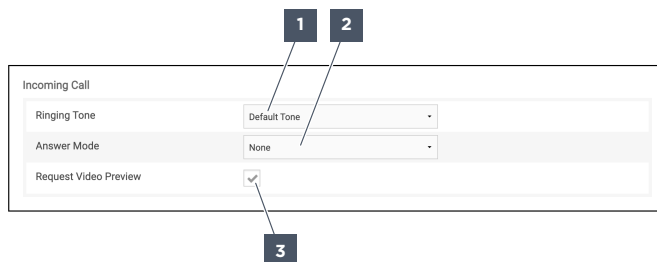 1 2
Incoming Call
Ringing Tone Default Tone
Answer Mode None
Request Video Preview
3